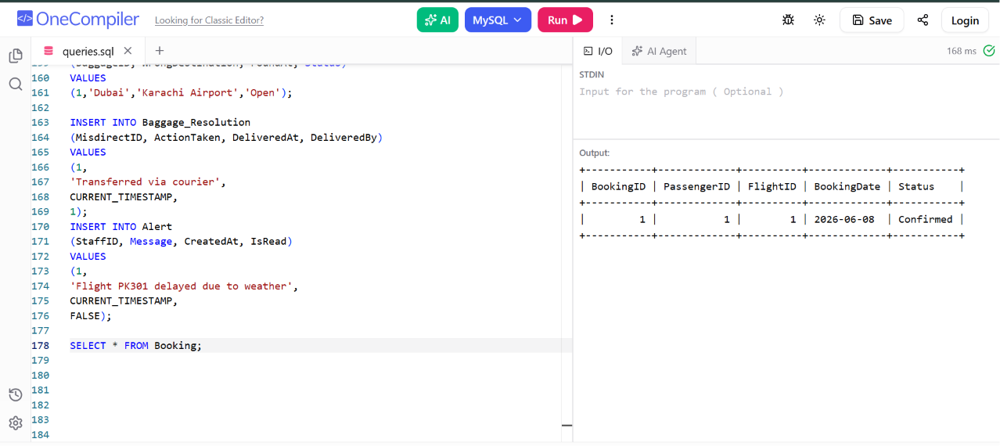 OneCompiler
Looking for Classic Editor?
AI
MySQL
Run
Save
Login
queries.sql
160 VALUES
161 (1,'Dubai','Karachi Airport','Open');
162
163 INSERT INTO Baggage_Resolution
164 (MisdirectID, ActionTaken, DeliveredAt, DeliveredBy)
165 VALUES
166 (1,
167 'Transferred via courier',
168 CURRENT_TIMESTAMP,
169 1);
170 INSERT INTO Alert
171 (StaffID, Message, CreatedAt, IsRead)
172 VALUES
173 (1,
174 'Flight PK301 delayed due to weather',
175 CURRENT_TIMESTAMP,
176 FALSE);
177
178 SELECT * FROM Booking;
179
180
181
182
183
184
I/O
AI Agent
168 ms
STDIN
Input for the program ( Optional )
Output:
+-----------+-------------+----------+-------------+-----------+
| BookingID | PassengerID | FlightID | BookingDate | Status    |
+-----------+-------------+----------+-------------+-----------+
|         1 |           1 |        1 | 2026-06-08  | Confirmed |
+-----------+-------------+----------+-------------+-----------+